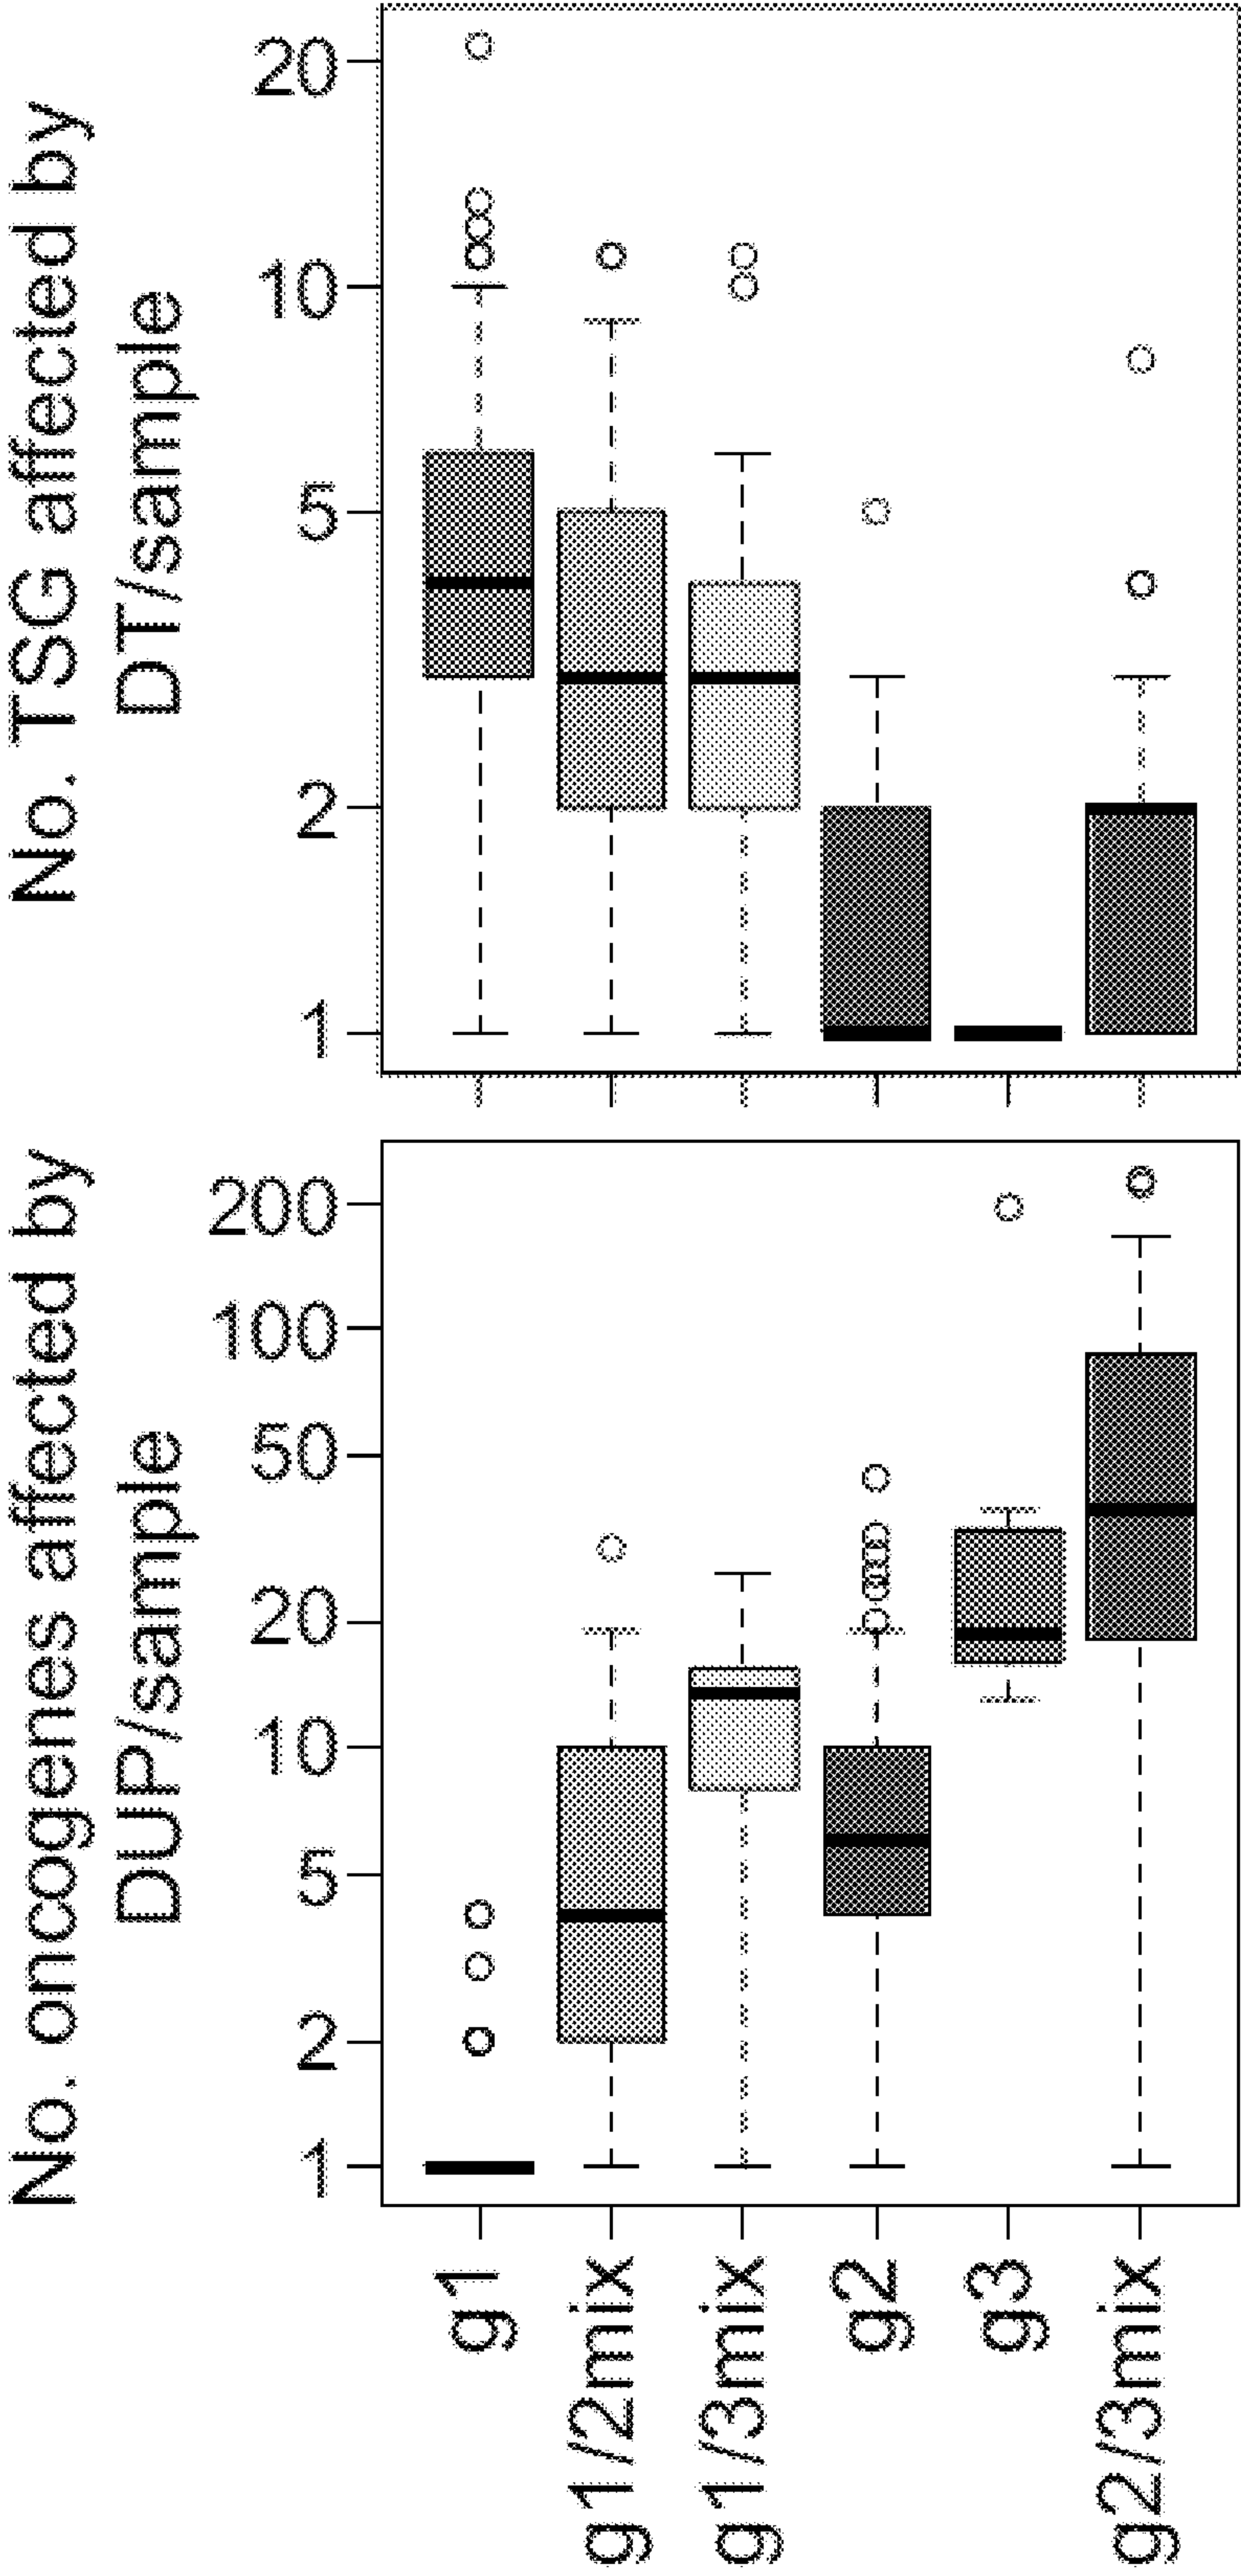 No. TSG affected by
DT/sample
20
10
5
2
1
No. oncogenes affected by
DUP/sample
200
100
50
20
10
5
2
1
g1
g1/2mix
g1/3mix
g2
g3
g2/3mix